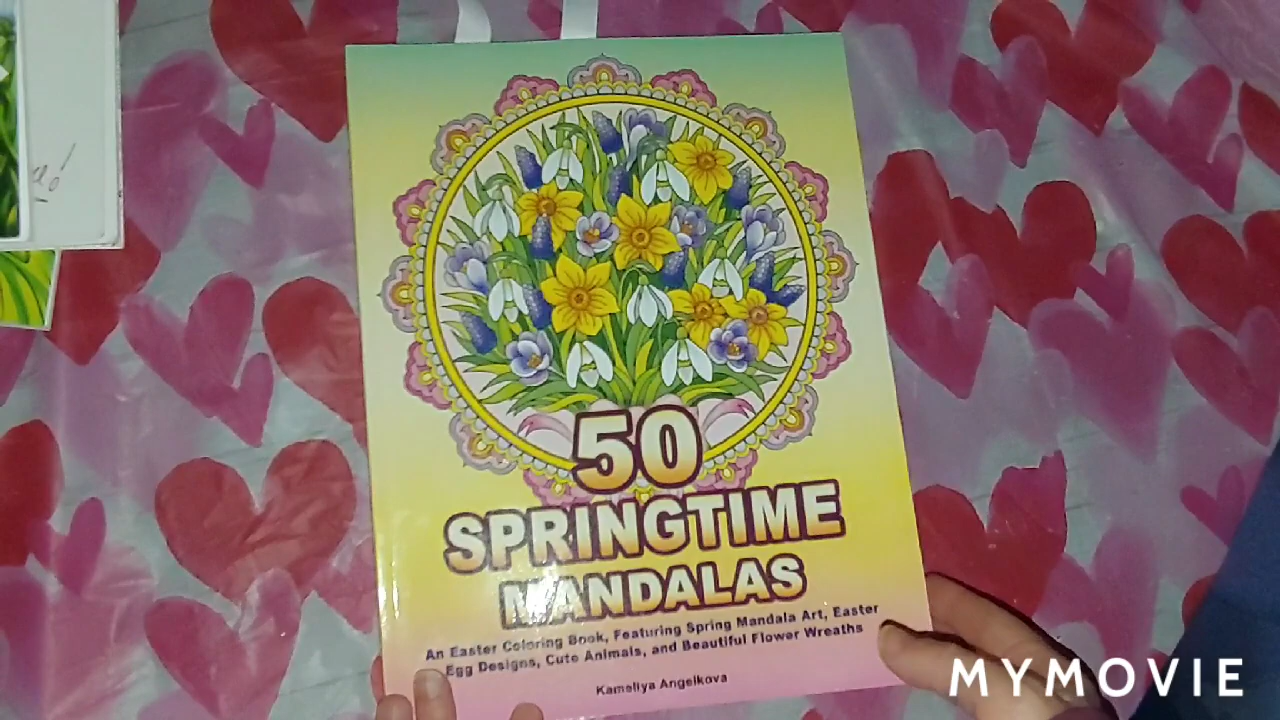 50
SPRINGTIME
MANDALAS
An Easter Coloring Book, Featuring Spring Mandala Art, Easter
Egg Designs, Cute Animals, and Beautiful Flower Wreaths
Kameliya Angelkova
MYMOVIE